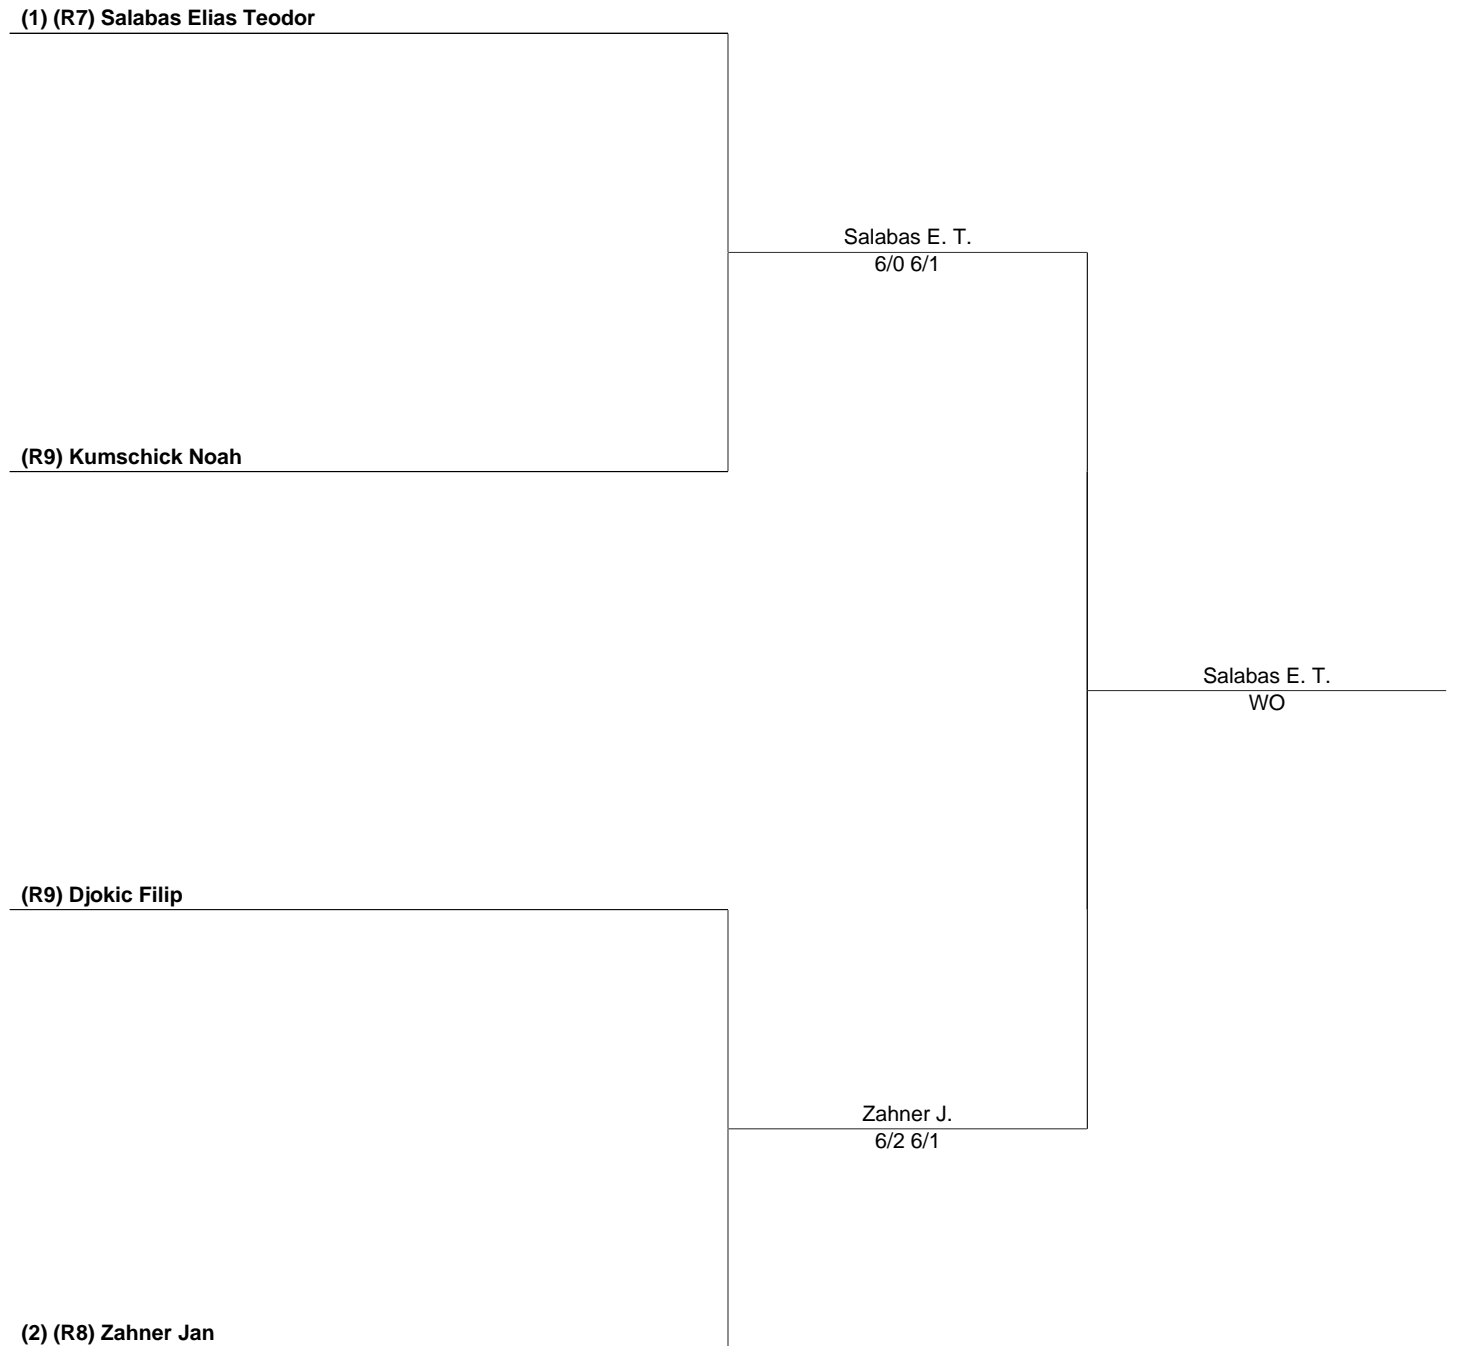 (1) (R7) Salabas Elias Teodor
Salabas E. T.
6/0 6/1
(R9) Kumschick Noah
Salabas E. T.
WO
(R9) Djokic Filip
Zahner J.
6/2 6/1
(2) (R8) Zahner Jan